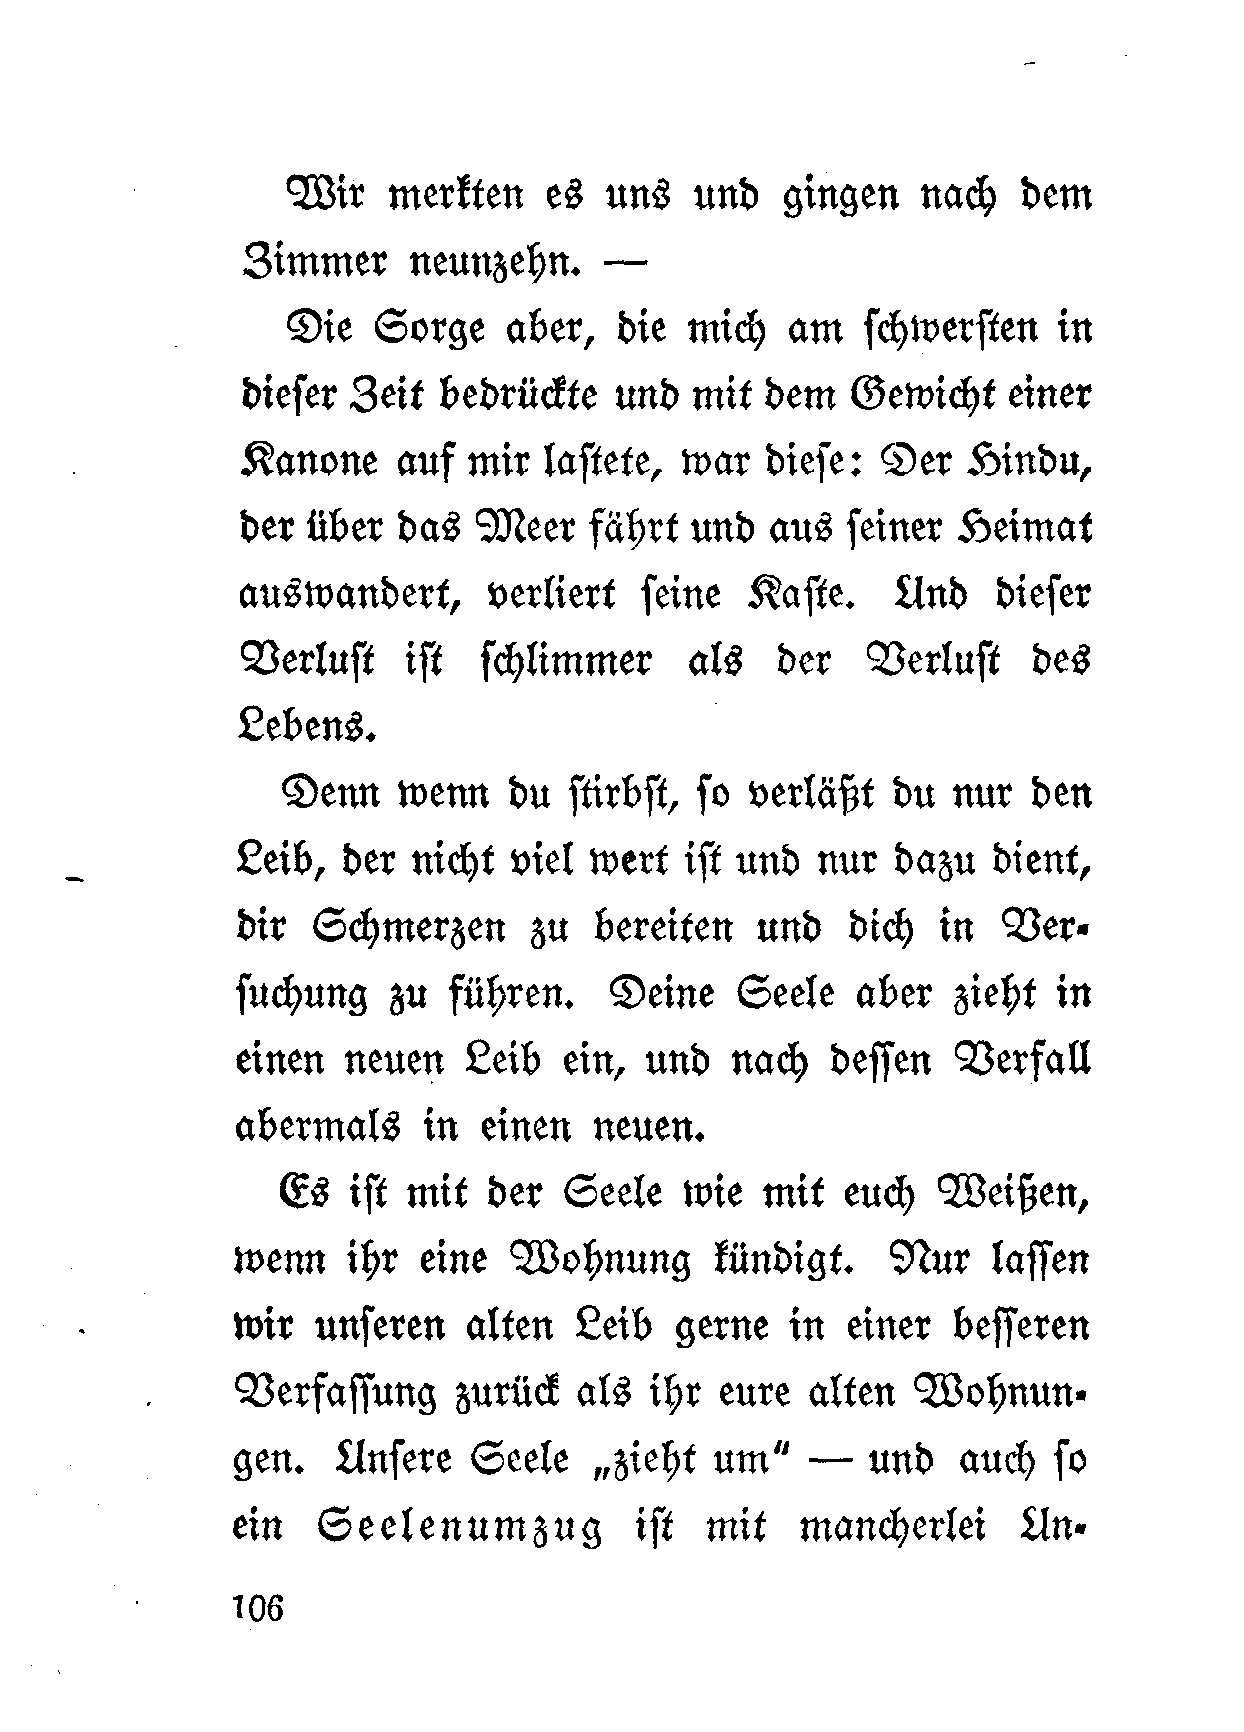 Wir merkten es uns und gingen nach dem
Zimmer neunzehn. —
Die Sorge aber, die mich am schwersten in
dieser Zeit bedrückte und mit dem Gewicht einer
Kanone auf mir lastete, war diese: Der Hindu,
der über das Meer fährt und aus seiner Heimat
auswandert, verliert seine Kaste. Und dieser
Verlust ist schlimmer als der Verlust des
Lebens.
Denn wenn du stirbst, so verläßt du nur den
Leib, der nicht viel wert ist und nur dazu dient,
dir Schmerzen zu bereiten und dich in Ver-
suchung zu führen. Deine Seele aber zieht in
einen neuen Leib ein, und nach dessen Verfall
abermals in einen neuen.
Es ist mit der Seele wie mit euch Weißen,
wenn ihr eine Wohnung kündigt. Nur lassen
wir unseren alten Leib gerne in einer besseren
Verfassung zurück als ihr eure alten Wohnun-
gen. Unsere Seele „zieht um" — und auch so
ein Seelenumzug ist mit mancherlei Un-
106